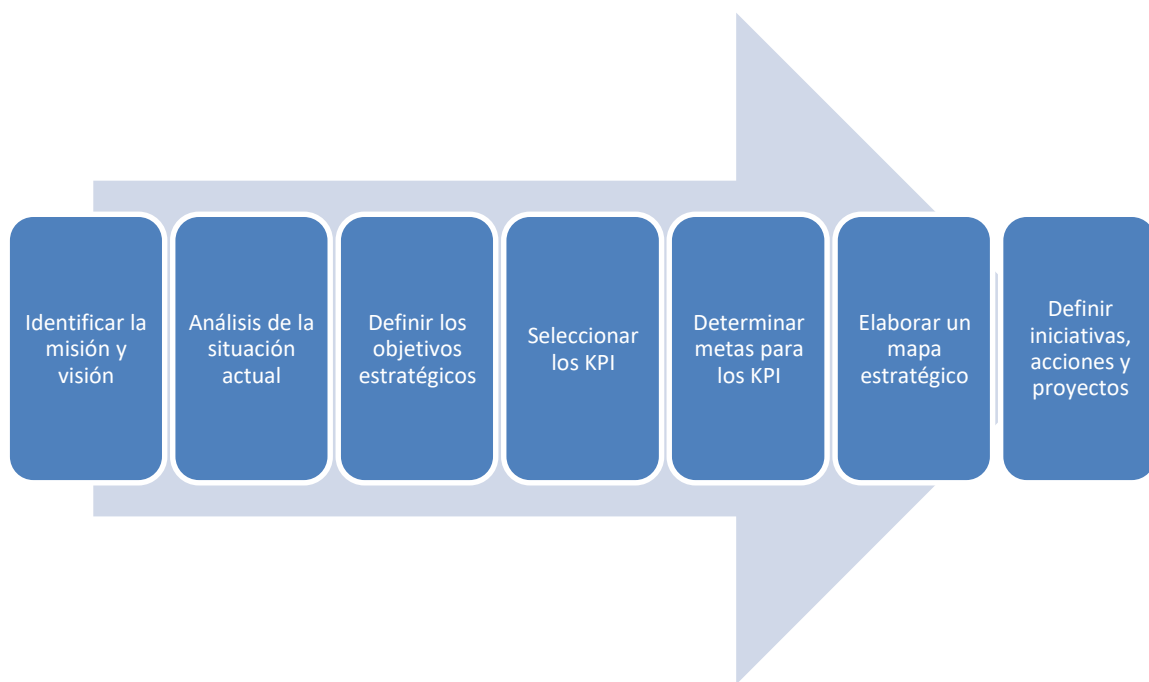 Identificar la
misión y
visión
Análisis de la
situación
actual
Definir los
objetivos
estratégicos
Seleccionar
los KPI
Determinar
metas para
los KPI
Elaborar un
mapa
estratégico
Definir
iniciativas,
acciones y
proyectos